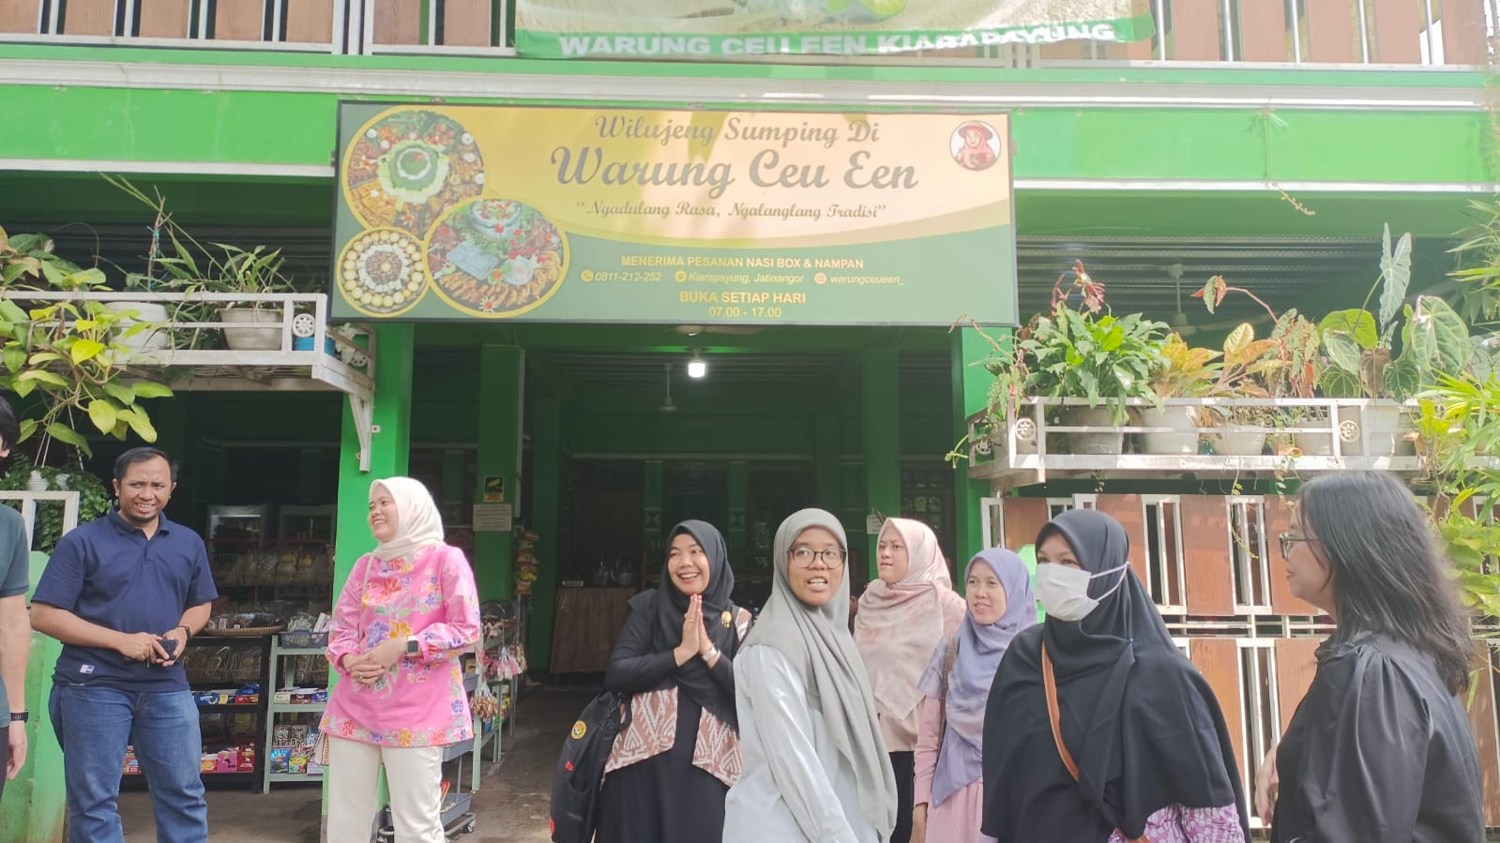 WARUNG CEU EEN KIARAPAYUNG
Wilujeng Sumping Di
Warung Ceu Een
"Ngadulang Rasa, Ngalanglang Tradisi"
MENERIMA PESANAN NASI BOX & NAMPAN
0811-212-252 Kiarapayung, Jatinangor warungceueen_
BUKA SETIAP HARI
07.00 - 17.00